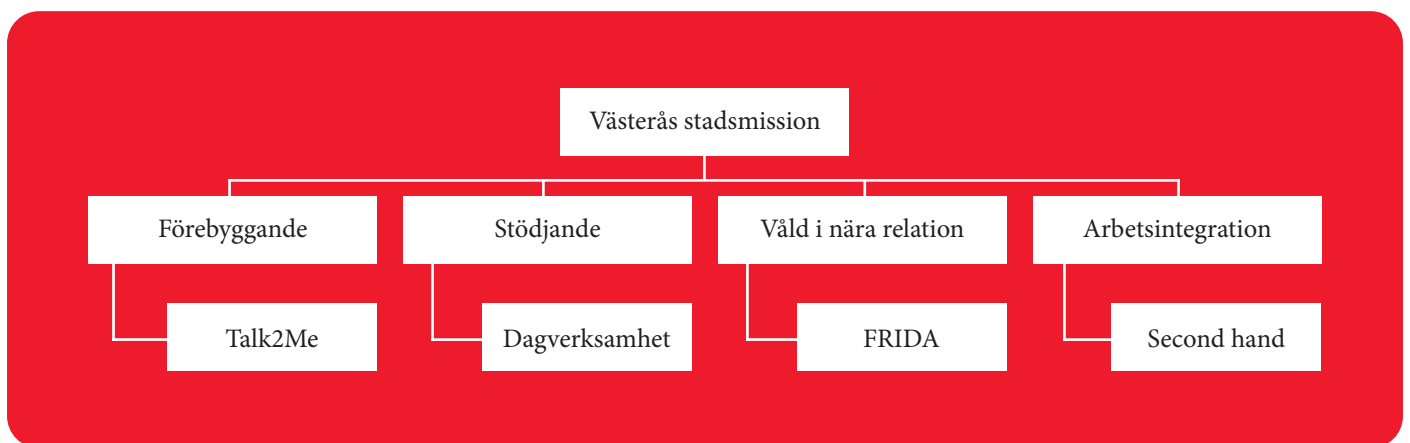 Västerås stadsmission
Förebyggande
Stödjande
Våld i nära relation
Arbetsintegration
Talk2Me
Dagverksamhet
FRIDA
Second hand